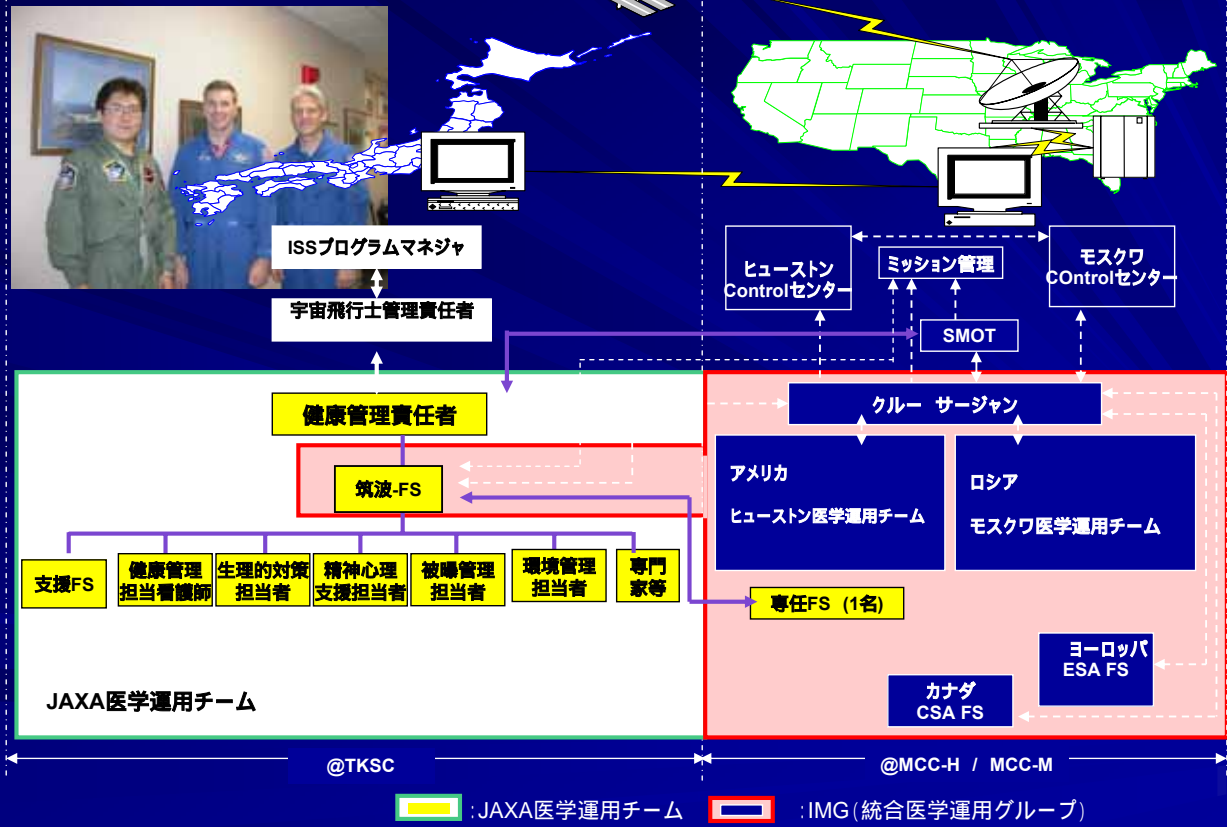 ISSプログラムマネジャ
宇宙飛行士管理責任者
ヒューストン
Controlセンター
ミッション管理
モスクワ
COntrolセンター
SMOT
健康管理責任者
クルー サージャン
筑波-FS
アメリカ
ヒューストン医学運用チーム
ロシア
モスクワ医学運用チーム
支援FS
健康管理
担当看護師
生理的対策
担当者
精神心理
支援担当者
被曝管理
担当者
環境管理
担当者
専門
家等
専任FS (1名)
ヨーロッパ
ESA FS
カナダ
CSA FS
JAXA医学運用チーム
@TKSC
@MCC-H / MCC-M
:JAXA医学運用チーム
:IMG(統合医学運用グループ)